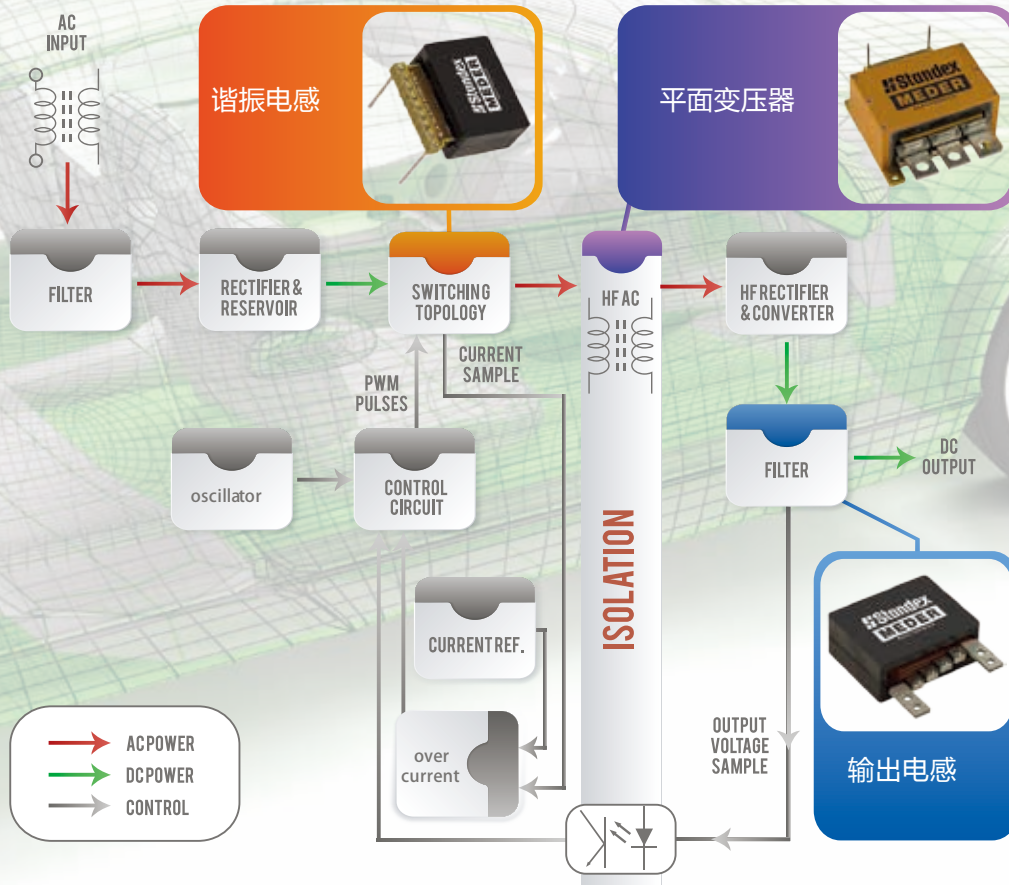 AC
INPUT
谐振电感
Standex
MEDER
平面变压器
Standex
MEDER
FILTER
RECTIFIER &
RESERVOIR
SWITCHING
TOPOLOGY
HF AC
HF RECTIFIER
& CONVERTER
PWM
PULSES
CURRENT
SAMPLE
oscillator
CONTROL
CIRCUIT
FILTER
DC
OUTPUT
ISOLATION
CURRENT REF.
Standex
MEDER
over
current
OUTPUT
VOLTAGE
SAMPLE
输出电感
AC POWER
DC POWER
CONTROL